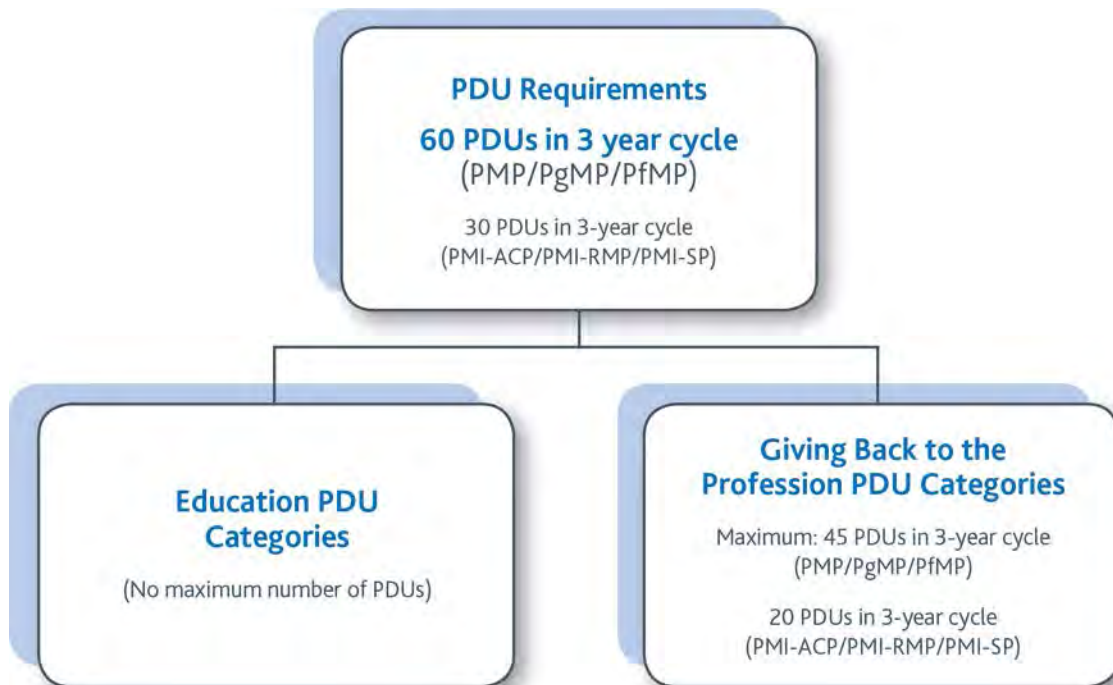 PDU Requirements
60 PDUs in 3 year cycle
(PMP/PgMP/PfMP)
30 PDUs in 3-year cycle
(PMI-ACP/PMI-RMP/PMI-SP)
Education PDU
Categories
(No maximum number of PDUs)
Giving Back to the
Profession PDU Categories
Maximum: 45 PDUs in 3-year cycle
(PMP/PgMP/PfMP)
20 PDUs in 3-year cycle
(PMI-ACP/PMI-RMP/PMI-SP)